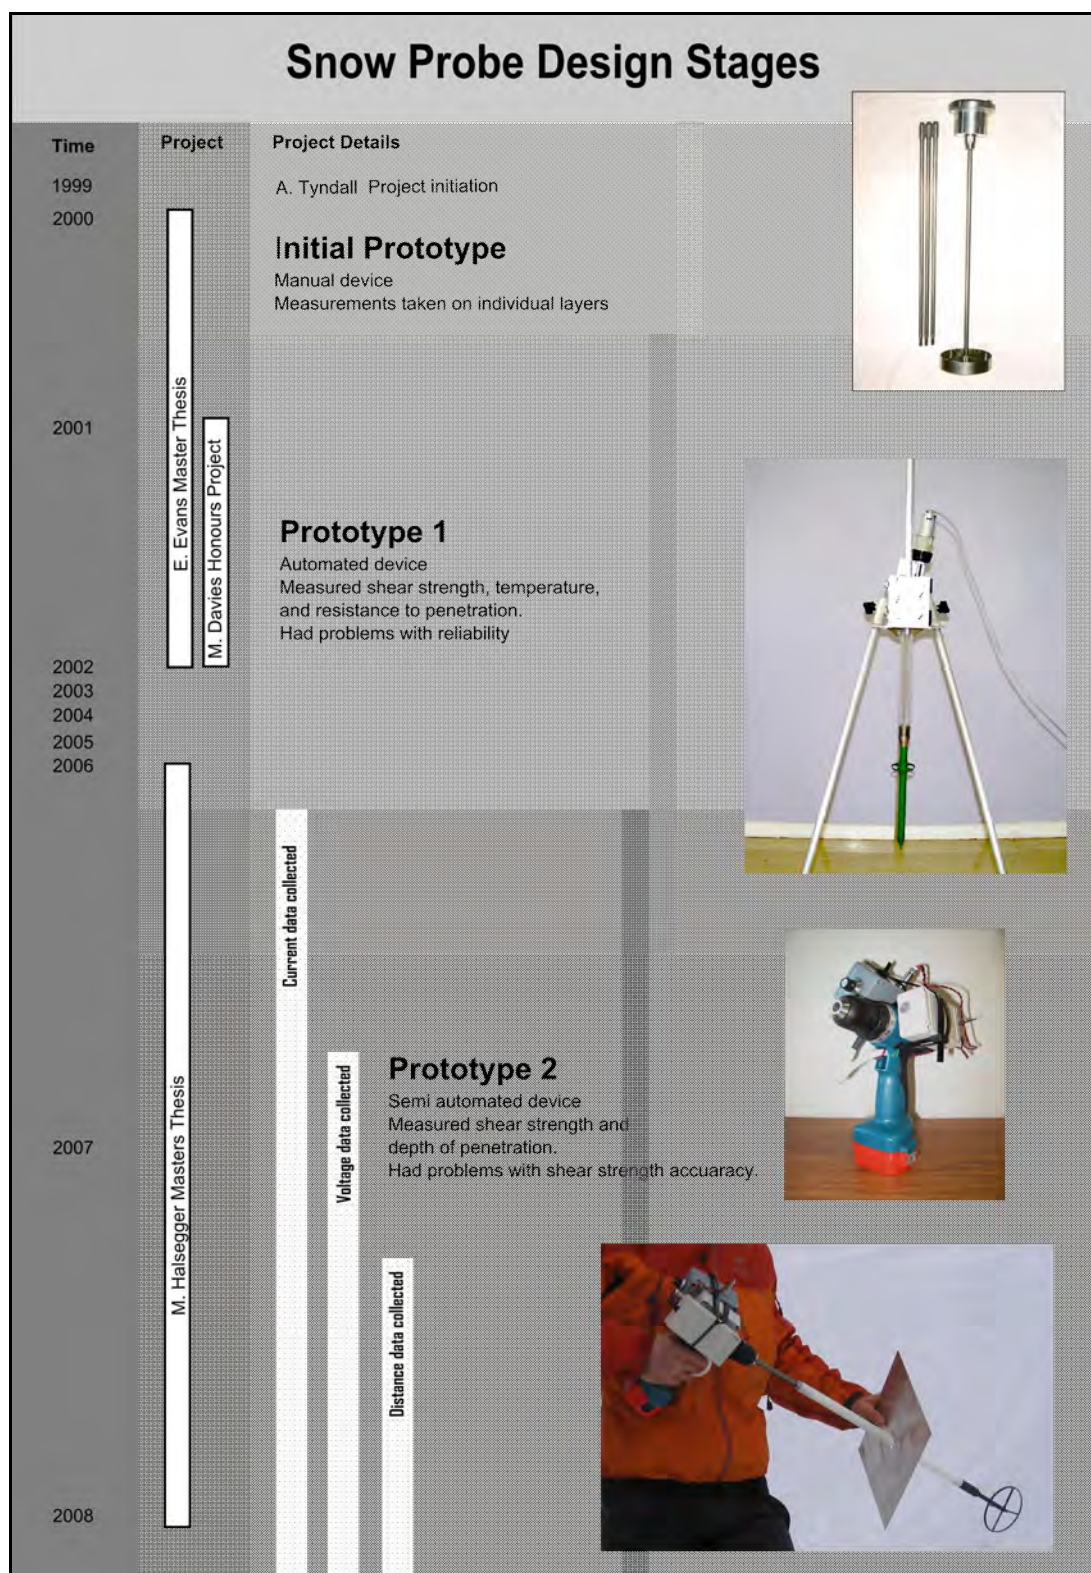 Snow Probe Design Stages
Time
Project
Project Details
1999
A. Tyndall Project initiation
2000
Initial Prototype
Manual device
Measurements taken on individual layers
E. Evans Master Thesis
2001
M. Davies Honours Project
Prototype 1
Automated device
Measured shear strength, temperature,
and resistance to penetration.
Had problems with reliability
2002
2003
2004
2005
2006
M. Halsegger Masters Thesis
Current data collected
Voltage data collected
Distance data collected
Prototype 2
Semi automated device
Measured shear strength and
depth of penetration.
Had problems with shear strength accuaracy.
2007
2008